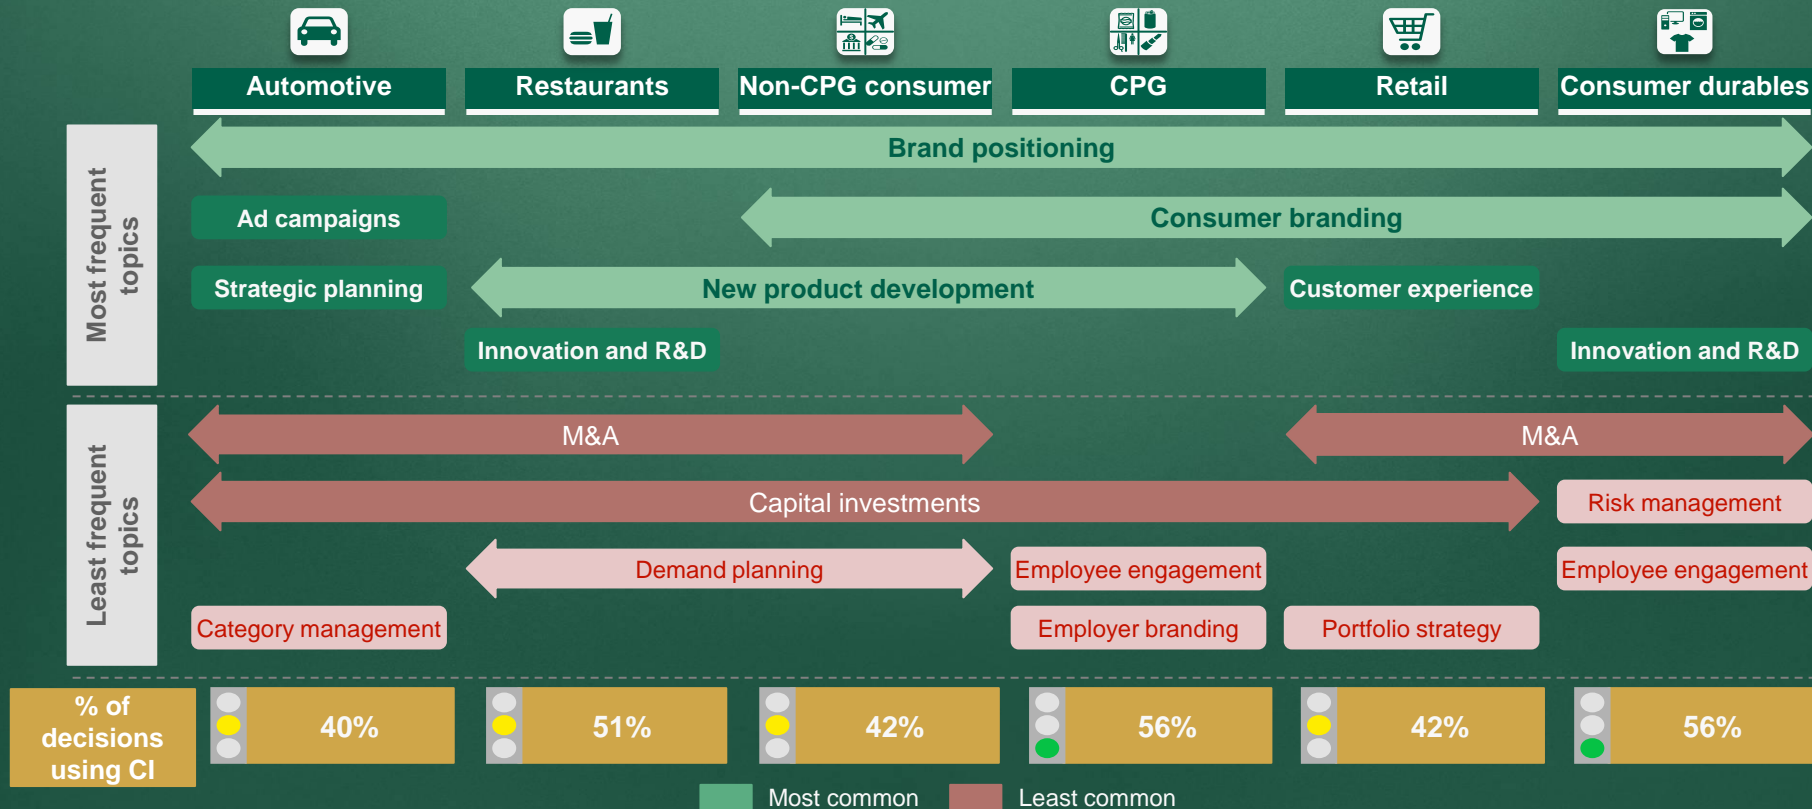 Automotive
Restaurants
Non-CPG consumer
CPG
Retail
Consumer durables
Most frequent
topics
Brand positioning
Ad campaigns
Consumer branding
Strategic planning
New product development
Customer experience
Innovation and R&D
Innovation and R&D
Least frequent
topics
M&A
M&A
Capital investments
Risk management
Demand planning
Employee engagement
Employee engagement
Category management
Employer branding
Portfolio strategy
% of
decisions
using CI
40%
51%
42%
56%
42%
56%
Most common
Least common